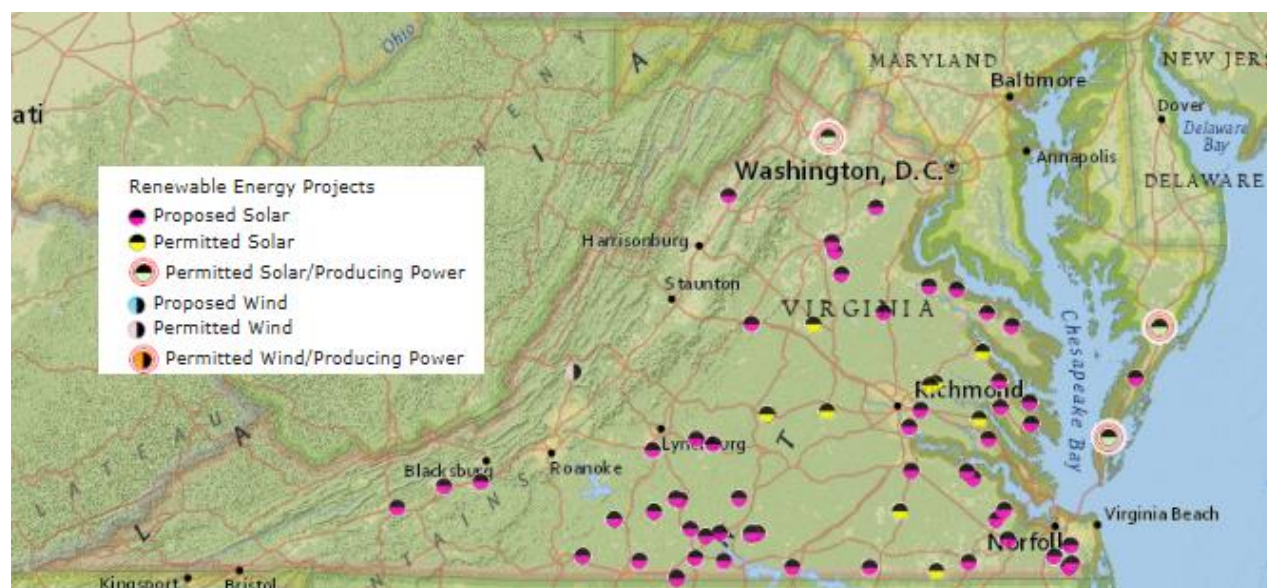 Ohio
MARYLAND
NEW JERS
Baltimore
Dover
ati
Delaware
Bay
Washington, D.C.
Annapolis
DELAWARE
Renewable Energy Projects
Proposed Solar
Permitted Solar
Permitted Solar/Producing Power
Proposed Wind
Permitted Wind
Permitted Wind/Producing Power
Harrisonburg
Staunton
VIRGINIA
Chesapeake Bay
Richmond
Lynchburg
Blacksburg
Roanoke
Virginia Beach
Norfolk
Kingsport
Bristol